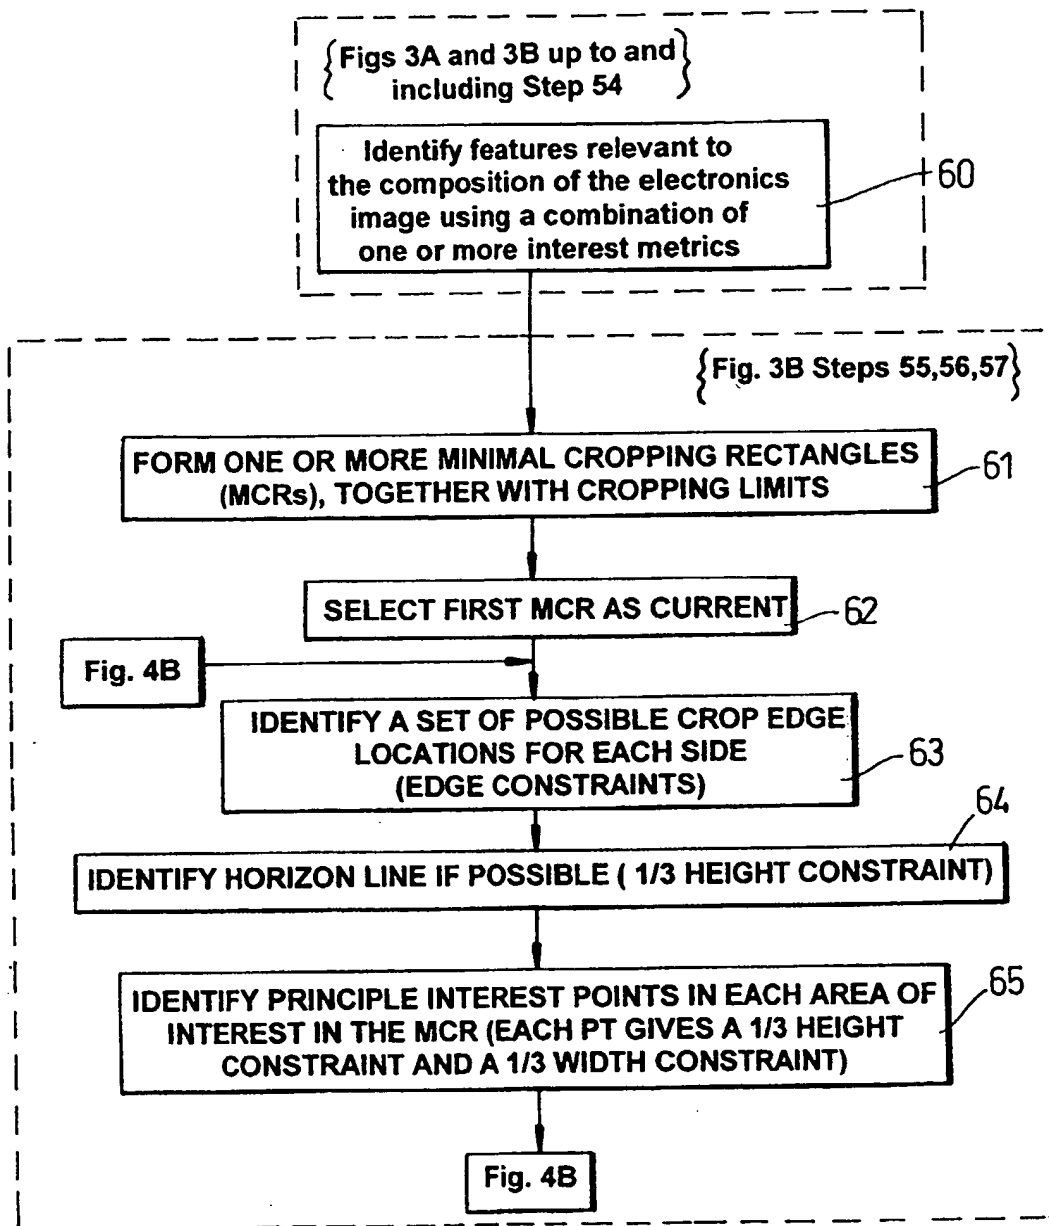 {Figs 3A and 3B up to and
including Step 54}
Identify features relevant to
the composition of the electronics
image using a combination of
one or more interest metrics
60
{Fig. 3B Steps 55,56,57}
FORM ONE OR MORE MINIMAL CROPPING RECTANGLES
(MCRs), TOGETHER WITH CROPPING LIMITS
61
SELECT FIRST MCR AS CURRENT
62
Fig. 4B
IDENTIFY A SET OF POSSIBLE CROP EDGE
LOCATIONS FOR EACH SIDE
(EDGE CONSTRAINTS)
63
64
IDENTIFY HORIZON LINE IF POSSIBLE ( 1/3 HEIGHT CONSTRAINT)
IDENTIFY PRINCIPLE INTEREST POINTS IN EACH AREA OF
INTEREST IN THE MCR (EACH PT GIVES A 1/3 HEIGHT
CONSTRAINT AND A 1/3 WIDTH CONSTRAINT)
65
Fig. 4B